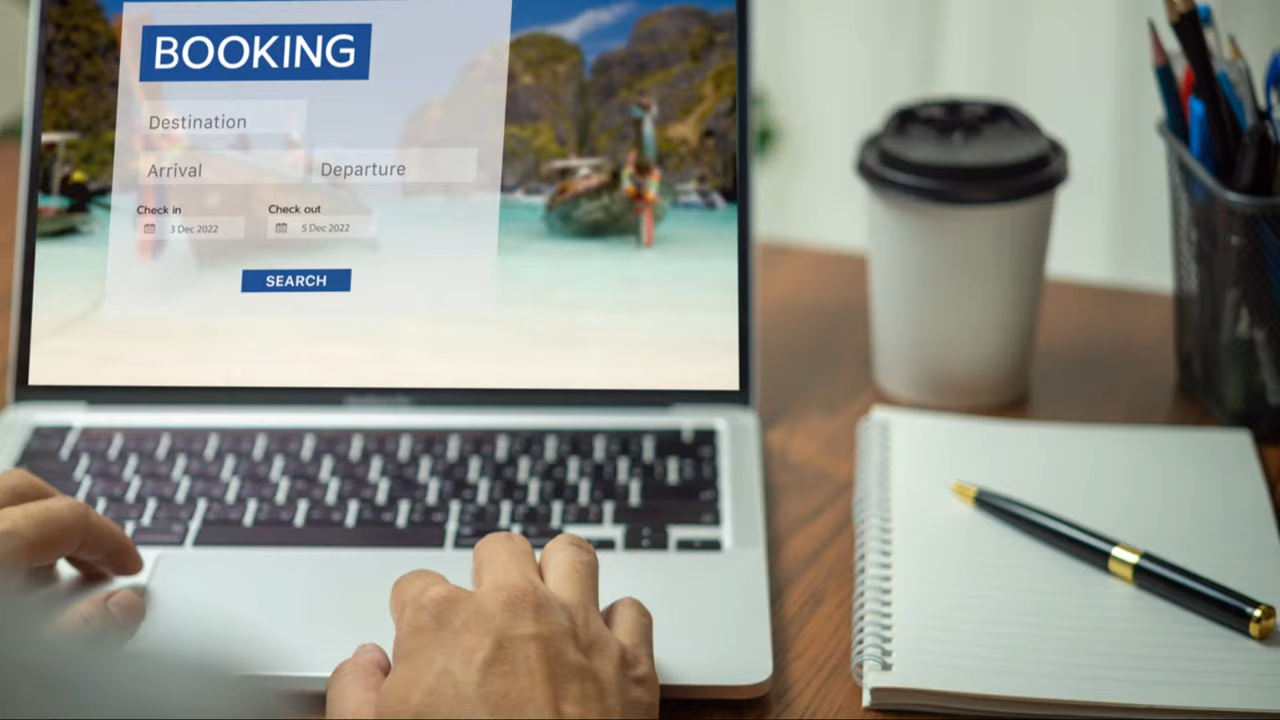 BOOKING
Destination
Arrival Departure
Check in Check out
3 Dec 2022 5 Dec 2022
SEARCH